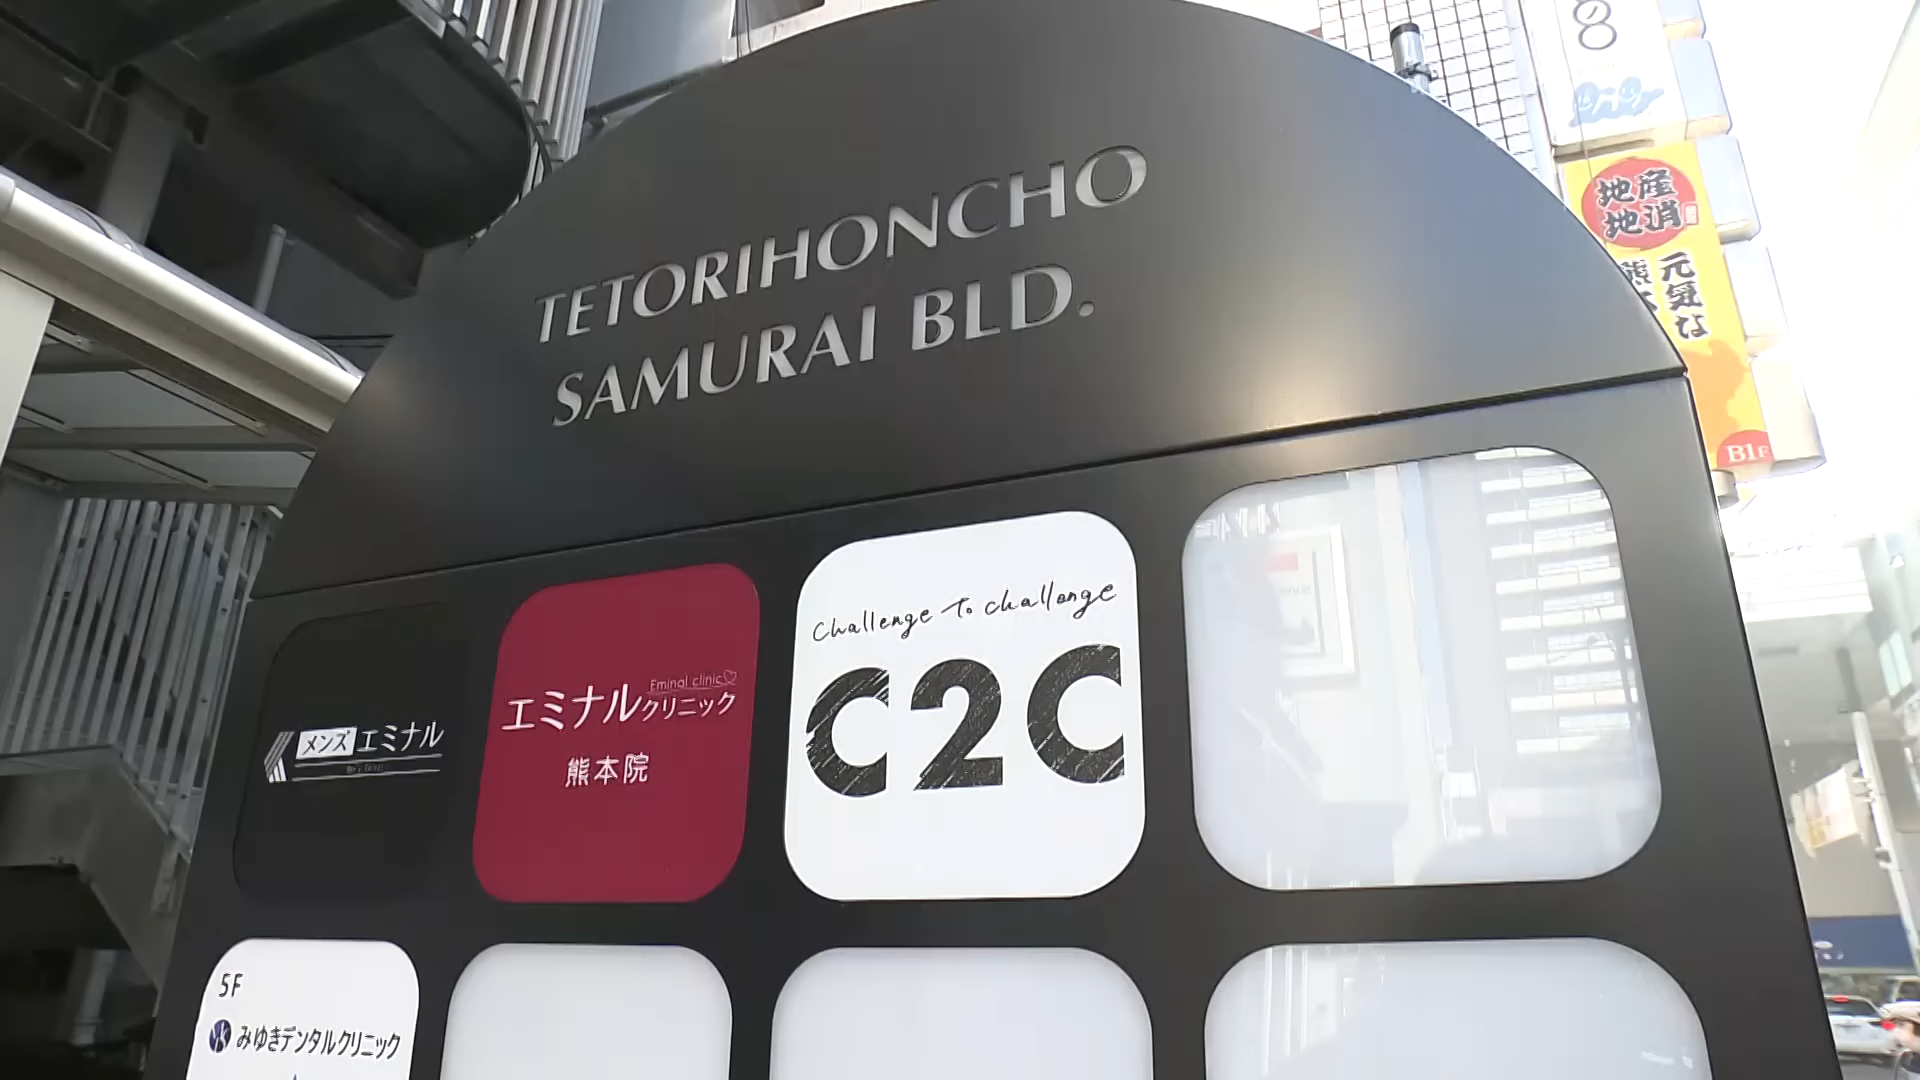 TETORIHONCHO
SAMURAI BLD.
メンズ エミナル
Eminal clinic
エミナルクリニック
熊本院
Challenge To challenge
C2C
5F
みゆきデンタルクリニック
8
地産
地消
元気な
B1F